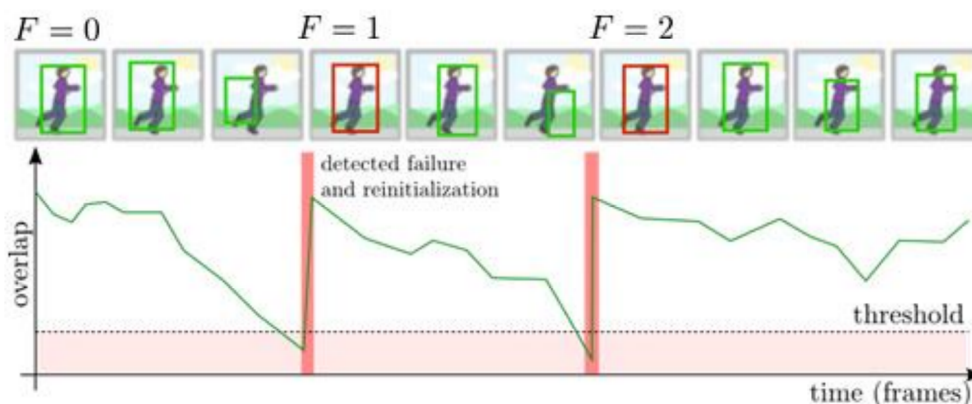 F = 0
F = 1
F = 2
detected failure
and reinitialization
overlap
threshold
time (frames)